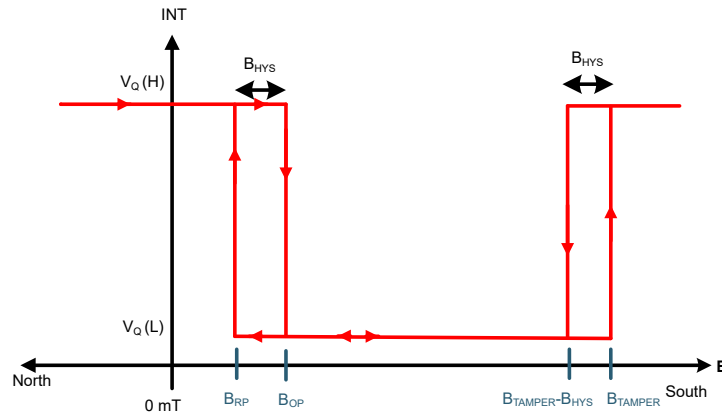 INT
B_HYS
B_HYS
V_Q (H)
V_Q (L)
B
North
0 mT
B_RP
B_OP
B_TAMPER-B_HYS
B_TAMPER
South